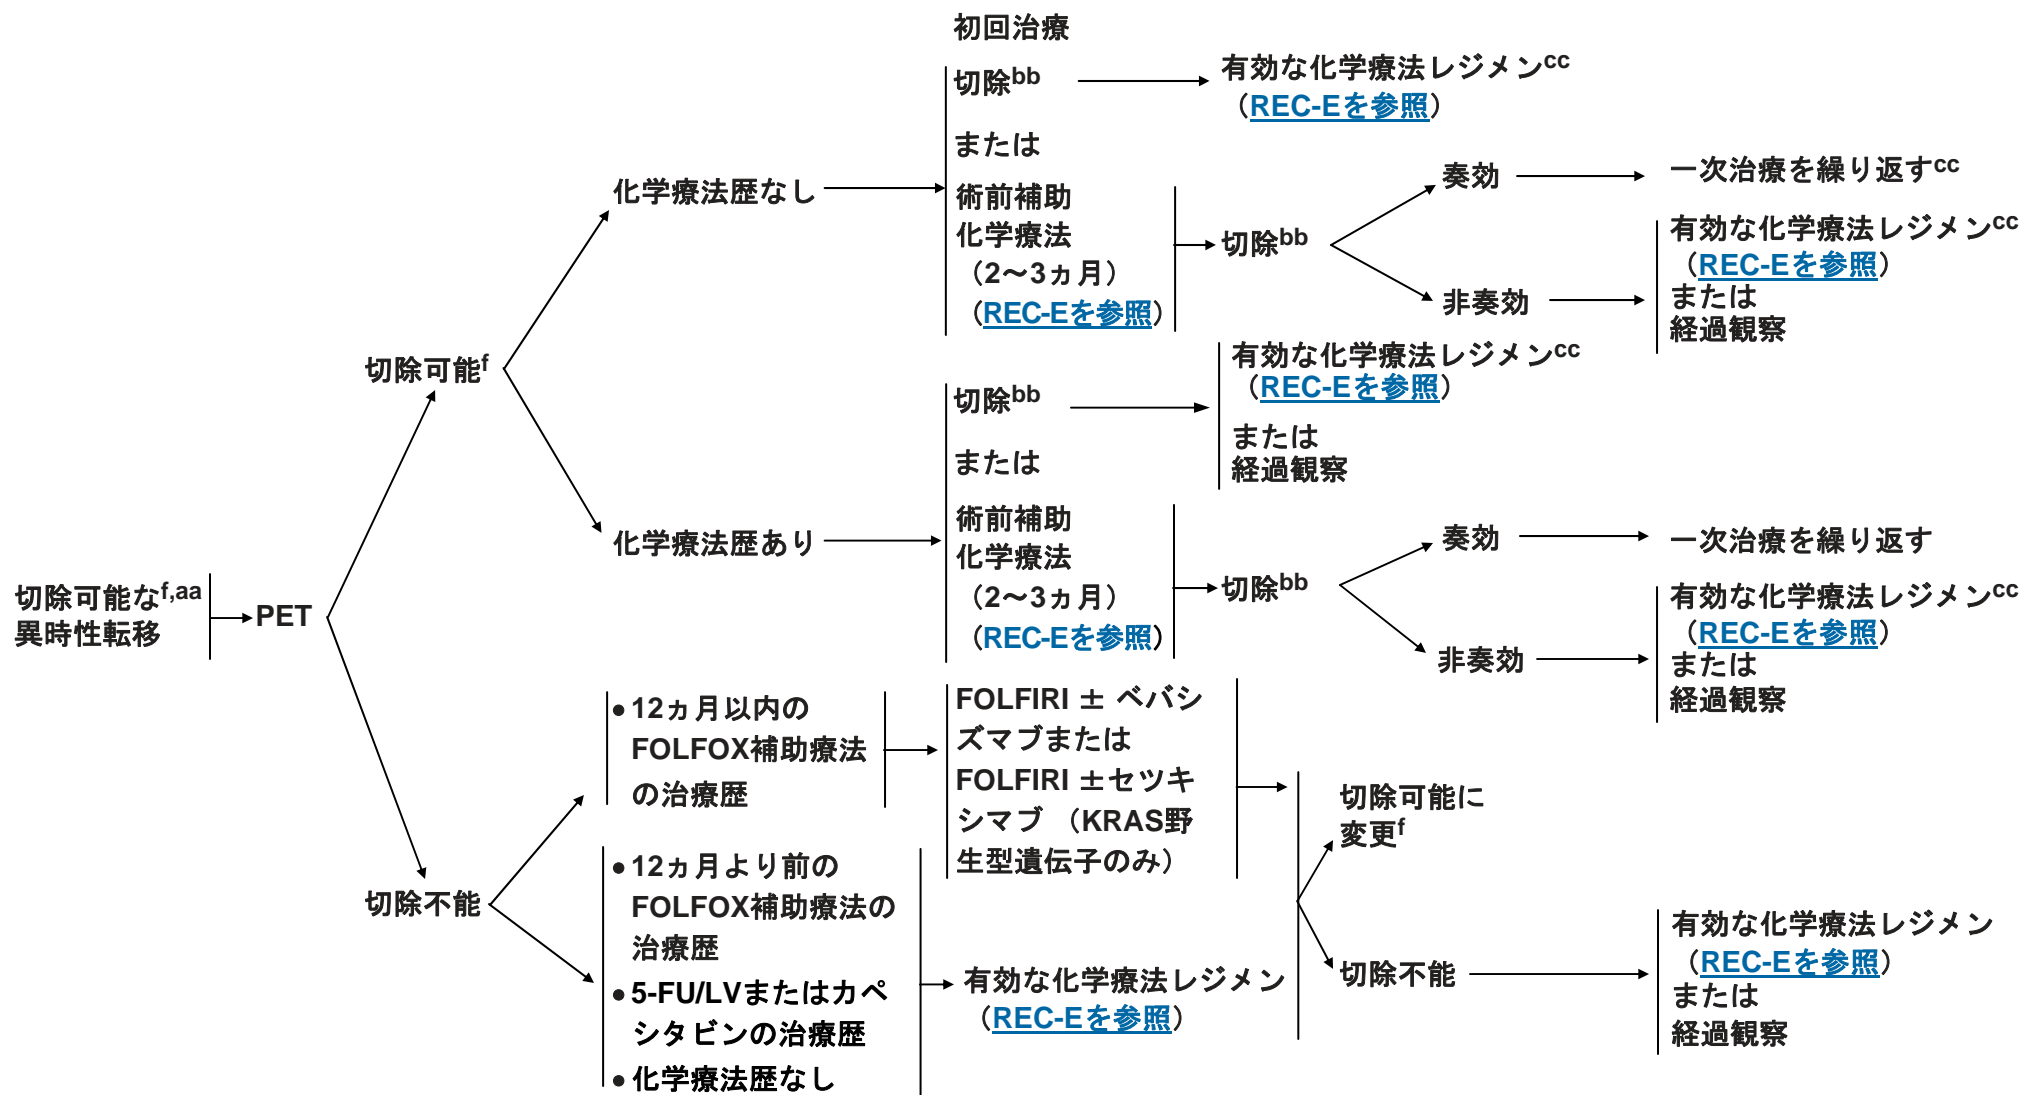 初回治療
切除bb
有効な化学療法レジメンcc
（REC-Eを参照）
または
化学療法歴なし
術前補助
化学療法
（2～3ヵ月）
（REC-Eを参照）
切除bb
奏効
一次治療を繰り返すcc
非奏効
有効な化学療法レジメンcc
（REC-Eを参照）
または
経過観察
切除可能f
切除bb
有効な化学療法レジメンcc
（REC-Eを参照）
または
経過観察
または
化学療法歴あり
術前補助
化学療法
（2～3ヵ月）
（REC-Eを参照）
切除bb
奏効
一次治療を繰り返す
非奏効
有効な化学療法レジメンcc
（REC-Eを参照）
または
経過観察
切除可能なf,aa
異時性転移
PET
切除不能
●12ヵ月以内の
FOLFOX補助療法
の治療歴
FOLFIRI ± ベバシ
ズマブまたは
FOLFIRI ±セツキ
シマブ （KRAS野
生型遺伝子のみ）
●12ヵ月より前の
FOLFOX補助療法の
治療歴
●5-FU/LVまたはカペ
シタビンの治療歴
●化学療法歴なし
有効な化学療法レジメン
（REC-Eを参照）
切除可能に
変更f
切除不能
有効な化学療法レジメン
（REC-Eを参照）
または
経過観察